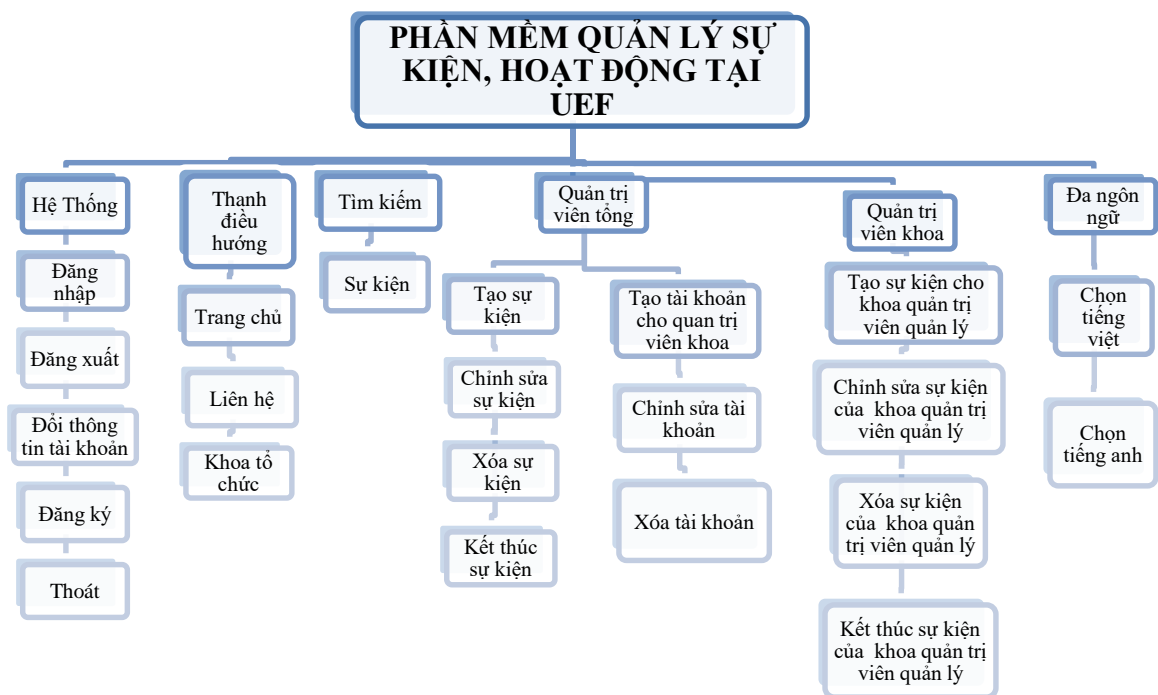 PHẦN MỀM QUẢN LÝ SỰ
KIỆN, HOẠT ĐỘNG TẠI
UEF
Hệ Thống
Đăng
nhập
Đăng xuất
Đổi thông
tin tài khoản
Đăng ký
Thoát
Thanh
điều
hướng
Trang chủ
Liên hệ
Khoa tổ
chức
Tìm kiếm
Sự kiện
Quản trị
viên tổng
Tạo sự
kiện
Chỉnh sửa
sự kiện
Xóa sự
kiện
Kết thúc
sự kiện
Tạo tài khoản
cho quan trị
viên khoa
Chỉnh sửa tài
khoản
Xóa tài khoản
Quản trị
viên khoa
Tạo sự kiện cho
khoa quản trị
viên quản lý
Chỉnh sửa sự kiện
của khoa quản trị
viên quản lý
Xóa sự kiện
của khoa quản
trị viên quản lý
Kết thúc sự kiện
của khoa quản trị
viên quản lý
Đa ngôn
ngữ
Chọn
tiếng
việt
Chọn
tiếng anh